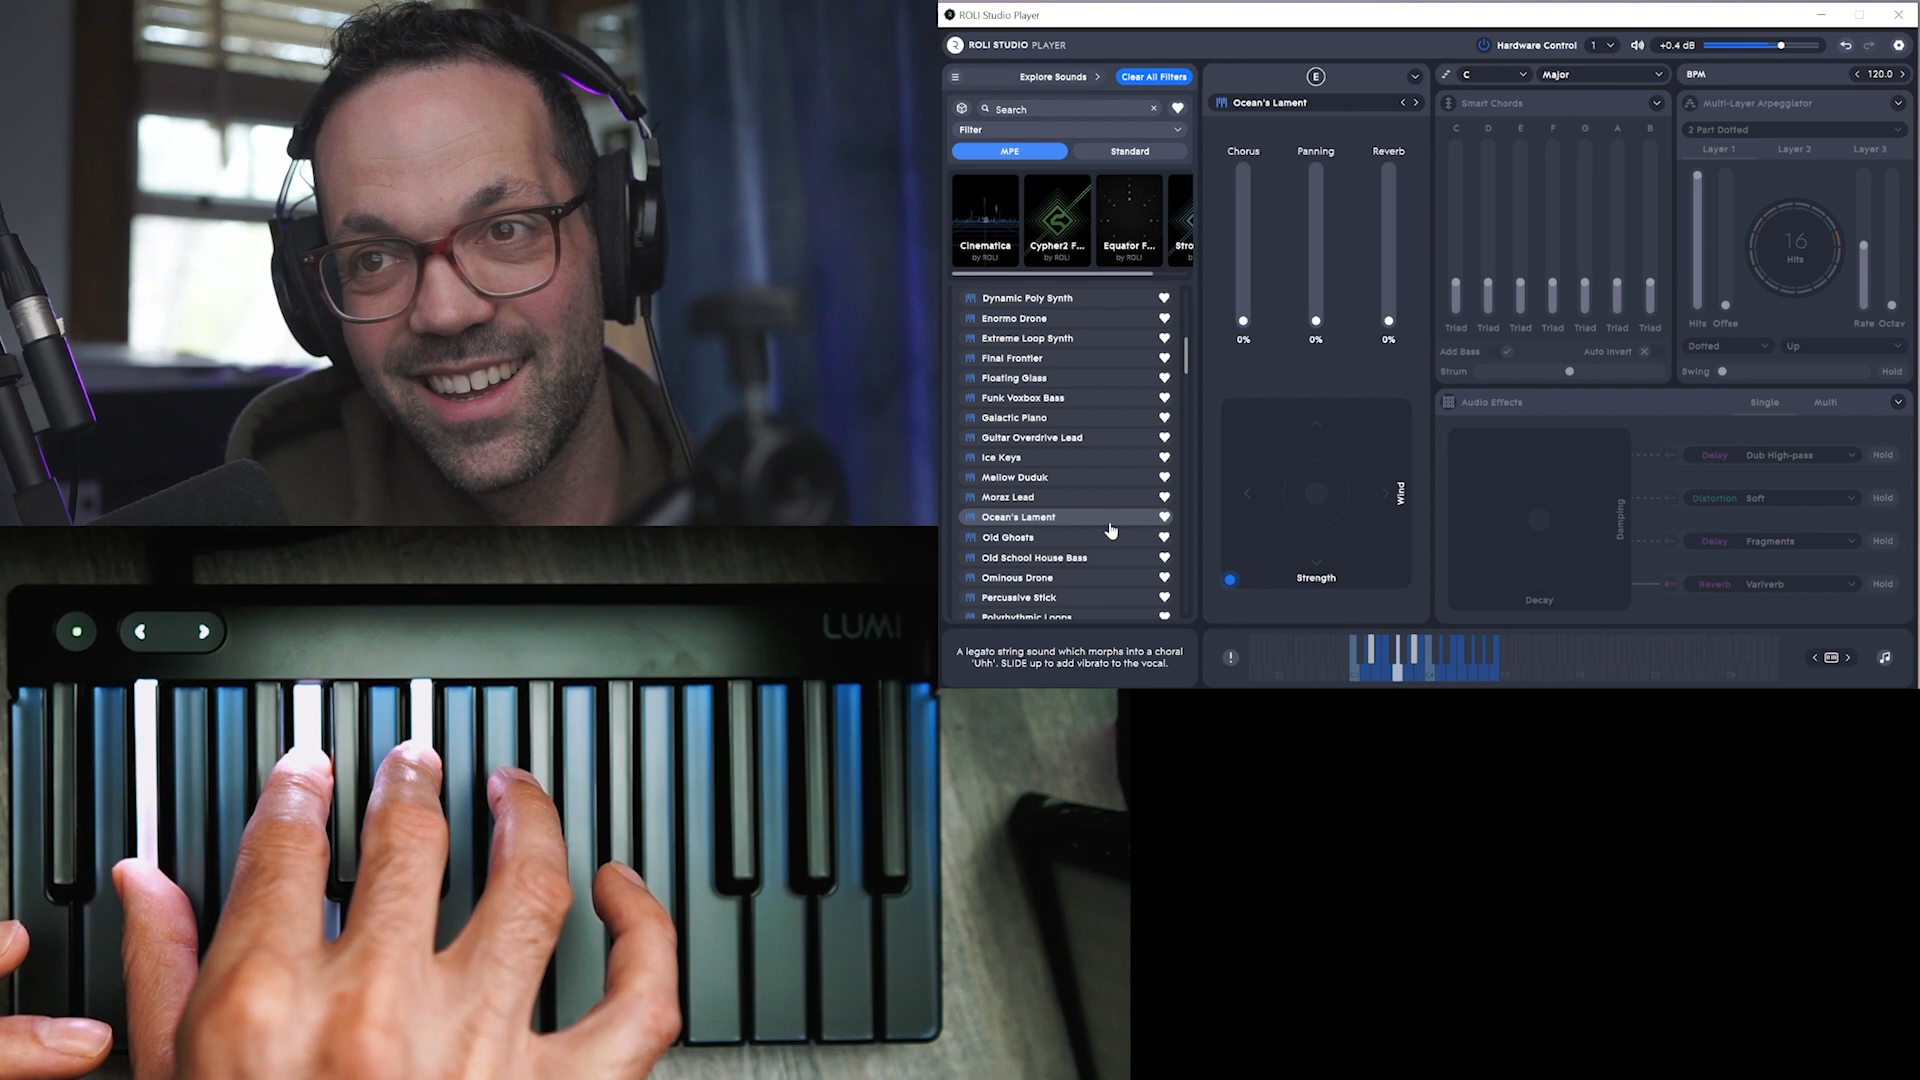 ROLI Studio Player
ROLI STUDIO PLAYER
Hardware Control 1 +0.4 dB
Explore Sounds Clear All Filters
Search
Filter
MPE Standard
Cinematica
by ROLI
Cypher2 F...
by ROLI
Equator F...
by ROLI
Stro
Dynamic Poly Synth
Enormo Drone
Extreme Loop Synth
Final Frontier
Floating Glass
Funk Voxbox Bass
Galactic Piano
Guitar Overdrive Lead
Ice Keys
Mellow Duduk
Moraz Lead
Ocean's Lament
Old Ghosts
Old School House Bass
Ominous Drone
Percussive Stick
Polyrhythmic Loops
A legato string sound which morphs into a choral
'Uhh'. SLIDE up to add vibrato to the vocal.
E
Ocean's Lament
Chorus Panning Reverb
0% 0% 0%
Wind
Strength
C Major
Smart Chords
C D E F G A B
Triad Triad Triad Triad Triad Triad Triad
Add Bass Auto Invert
Strum
BPM 120.0
Multi-Layer Arpeggiator
2 Part Dotted
Layer 1 Layer 2 Layer 3
16
Hits
Hits Offse Rate Octav
Dotted Up
Swing Hold
Audio Effects Single Multi
Damping
Decay
Delay Dub High-pass Hold
Distortion Soft Hold
Delay Fragments Hold
Reverb Variverb Hold
LUMI